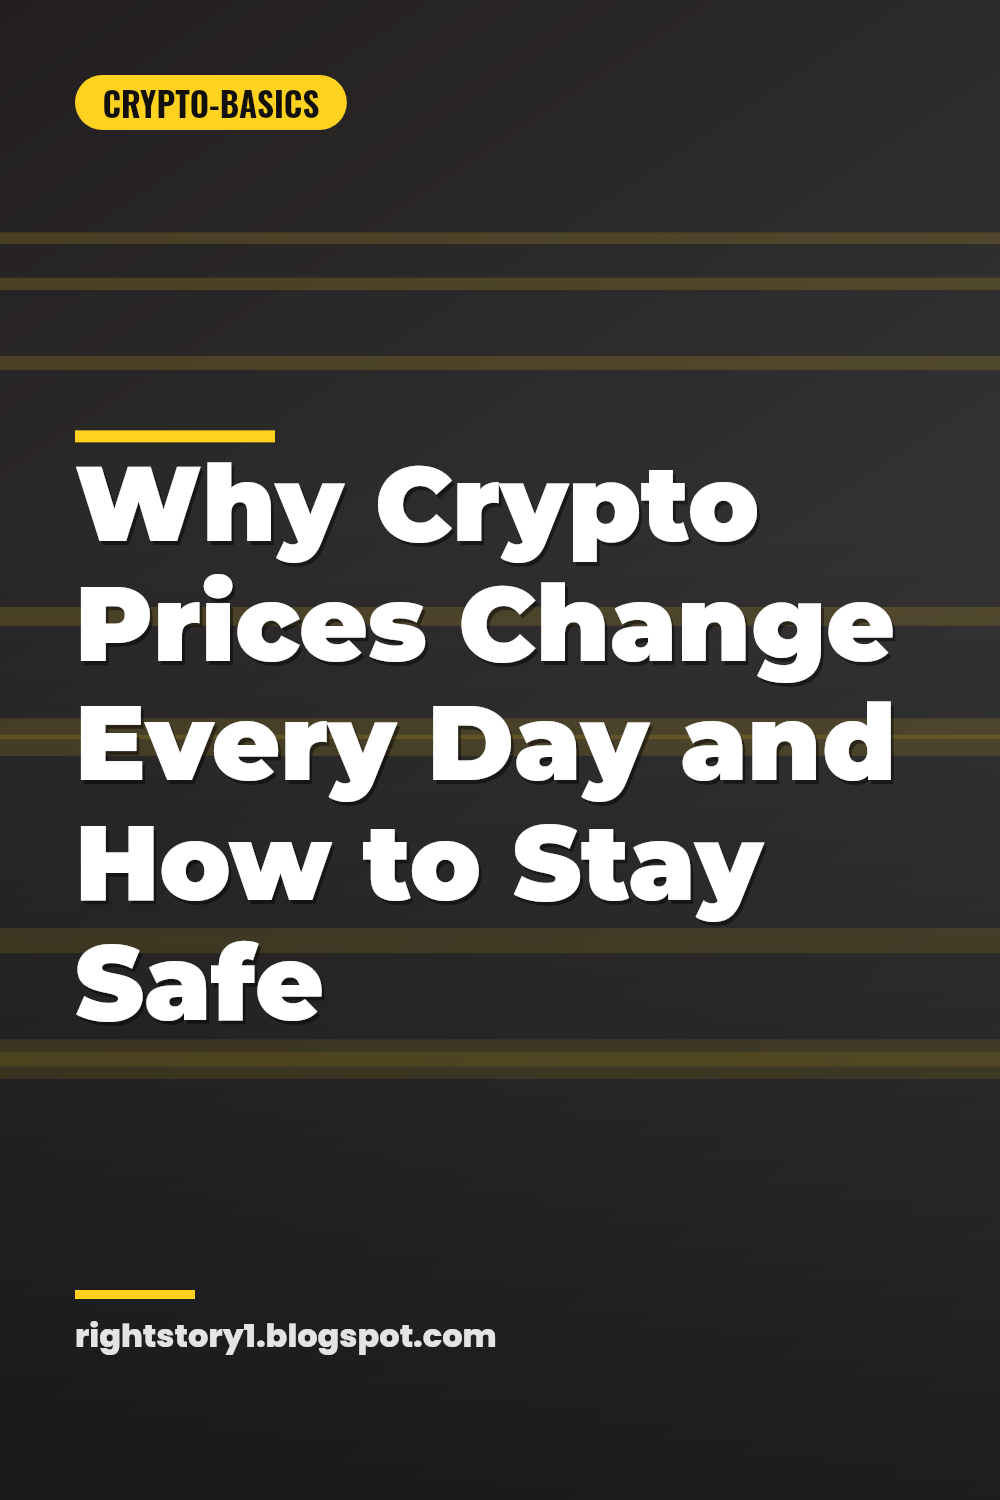 CRYPTO-BASICS
Why Crypto
Prices Change
Every Day and
How to Stay
Safe
rightstory1.blogspot.com